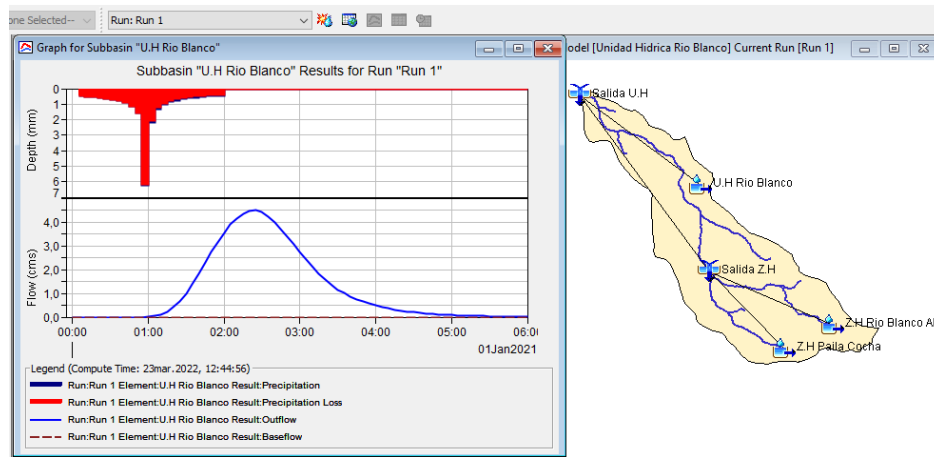 one Selected-- Run: Run 1
Graph for Subbasin "U.H Rio Blanco"
Subbasin "U.H Rio Blanco" Results for Run "Run 1"
Depth (mm)
0
1
2
3
4
5
6
7
Flow (cms)
4,0
3,0
2,0
1,0
0,0
00:00 01:00 02:00 03:00 04:00 05:00 06:0
01Jan2021
Legend (Compute Time: 23mar.2022, 12:44:56)
Run:Run 1 Element:U.H Rio Blanco Result:Precipitation
Run:Run 1 Element:U.H Rio Blanco Result:Precipitation Loss
Run:Run 1 Element:U.H Rio Blanco Result:Outflow
Run:Run 1 Element:U.H Rio Blanco Result:Baseflow
odel [Unidad Hidrica Rio Blanco] Current Run [Run 1]
Salida U.H
U.H Rio Blanco
Salida Z.H
Z.H Rio Blanco Al
Z.H Paila Cocha